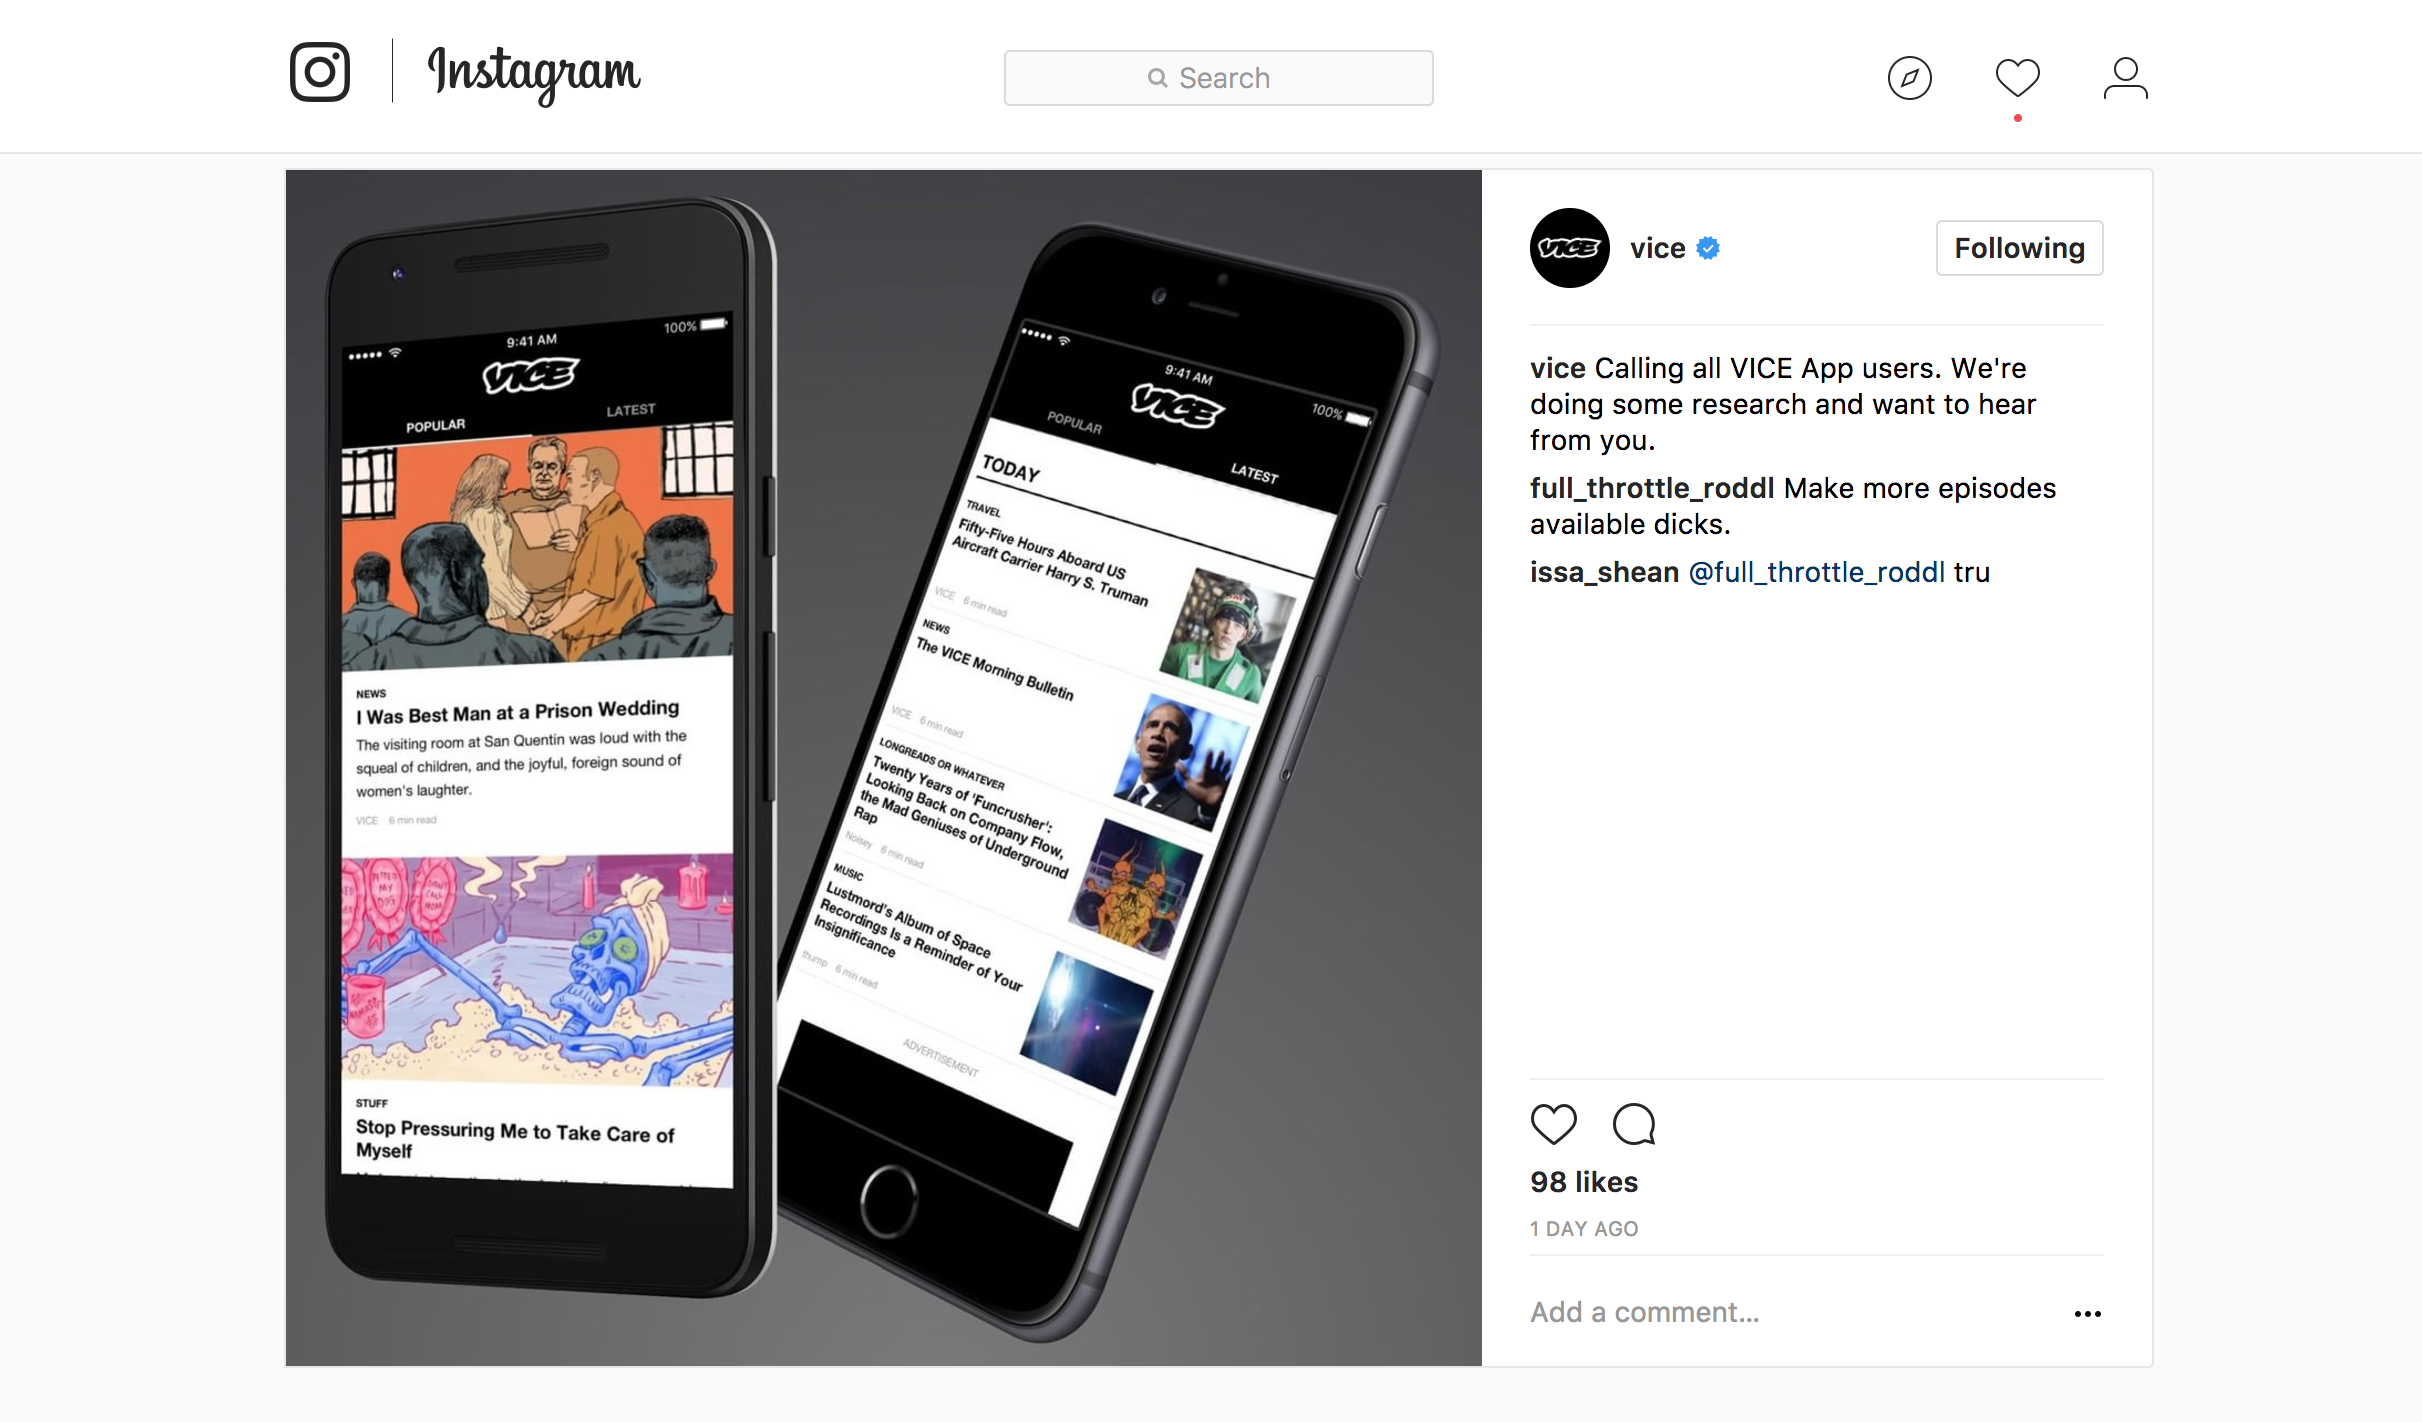 Instagram
Search
9:41 AM
100%
VICE
POPULAR
LATEST
NEWS
I Was Best Man at a Prison Wedding
The visiting room at San Quentin was loud with the
squeal of children, and the joyful, foreign sound of
women's laughter.
VICE 6 min read
PETTED
MY
DOG
DIDN'T
CALL
MOM
NAMASTE
STUFF
Stop Pressuring Me to Take Care of
Myself
9:41 AM
100%
VICE
POPULAR
LATEST
TODAY
TRAVEL
Fifty-Five Hours Aboard US
Aircraft Carrier Harry S. Truman
VICE 6 min read
NEWS
The VICE Morning Bulletin
VICE 6 min read
LONGREADS OR WHATEVER
Twenty Years of 'Funcrusher':
Looking Back on Company Flow,
the Mad Geniuses of Underground
Rap
Noisey 6 min read
MUSIC
Lustmord's Album of Space
Recordings Is a Reminder of Your
Insignificance
thump 6 min read
ADVERTISEMENT
VICE
vice
Following
vice Calling all VICE App users. We're
doing some research and want to hear
from you.
full_throttle_roddl Make more episodes
available dicks.
issa_shean @full_throttle_roddl tru
98 likes
1 DAY AGO
Add a comment...